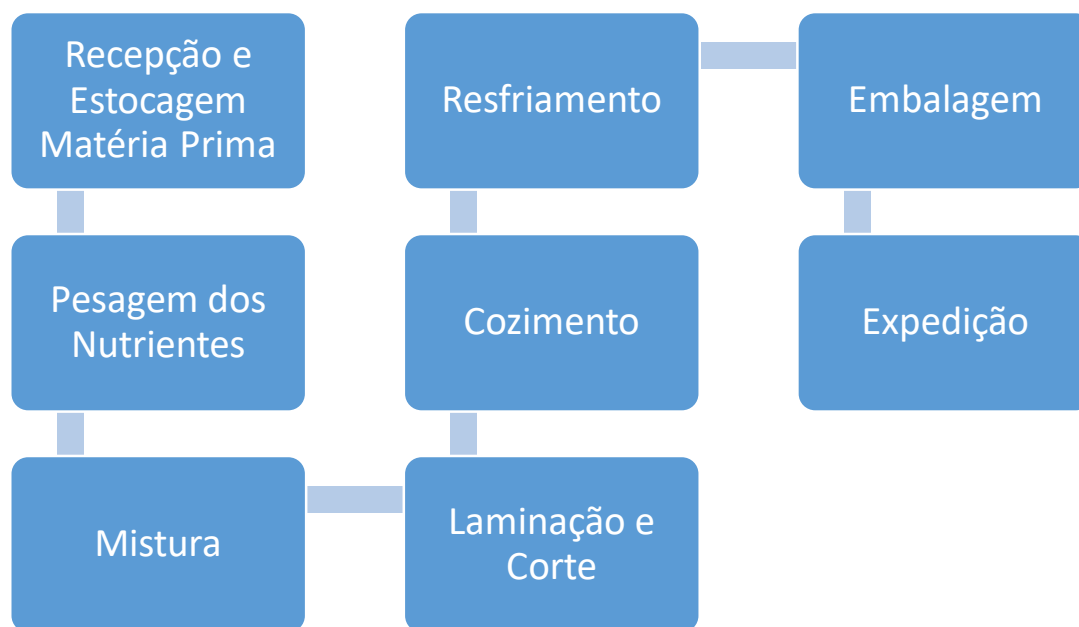 Recepção e
Estocagem
Matéria Prima
Pesagem dos
Nutrientes
Mistura
Laminação e
Corte
Cozimento
Resfriamento
Embalagem
Expedição